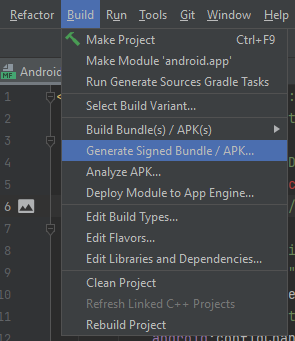 Refactor Build Run Tools Git Window Help
Make Project Ctrl+F9
Make Module 'android.app'
Run Generate Sources Gradle Tasks
Select Build Variant...
Build Bundle(s) / APK(s)
Generate Signed Bundle / APK...
Analyze APK...
Deploy Module to App Engine...
Edit Build Types...
Edit Flavors...
Edit Libraries and Dependencies...
Clean Project
Refresh Linked C++ Projects
Rebuild Project
Android
MF
1
2
3
4
5
6
7
8
9
10
11
12